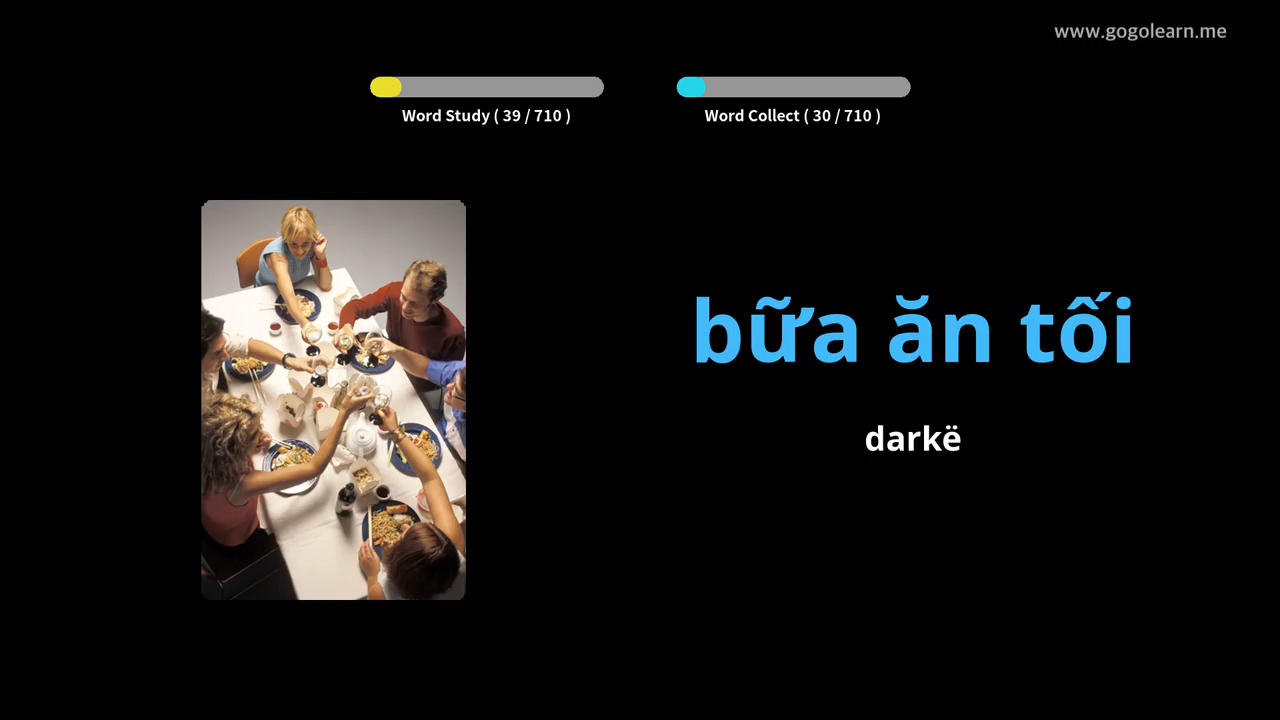 www.gogolearn.me
Word Study ( 39 / 710 )
Word Collect ( 30 / 710 )
bữa ăn tối
darkë